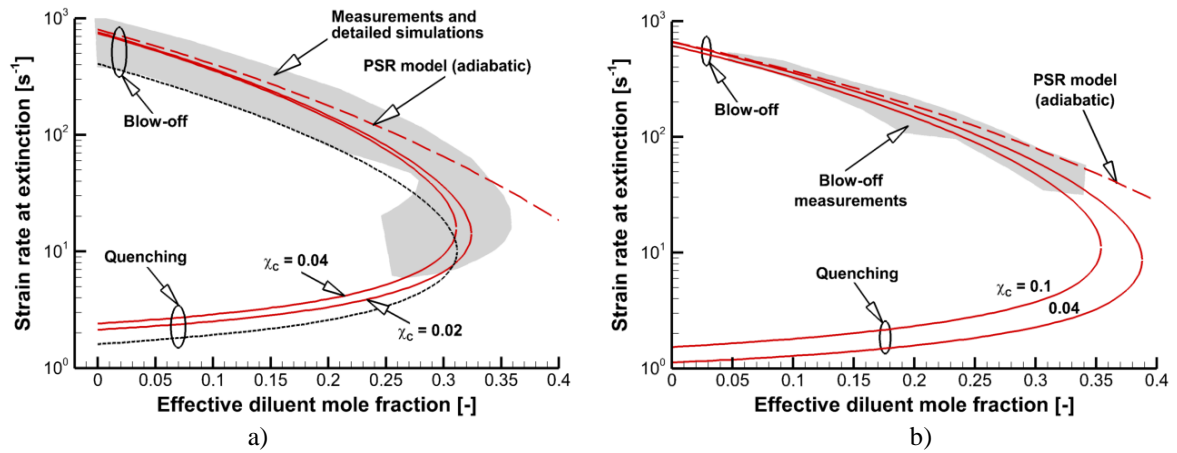 Strain rate at extinction [s⁻¹]
10³
10²
10¹
10⁰
Measurements and
detailed simulations
PSR model (adiabatic)
Blow-off
Quenching
χC = 0.04
χC = 0.02
0
0.05
0.1
0.15
0.2
0.25
0.3
0.35
0.4
Effective diluent mole fraction [-]
a)
Strain rate at extinction [s⁻¹]
10³
10²
10¹
10⁰
Blow-off
PSR model
(adiabatic)
Blow-off
measurements
Quenching
χC = 0.1
0.04
0
0.05
0.1
0.15
0.2
0.25
0.3
0.35
0.4
Effective diluent mole fraction [-]
b)